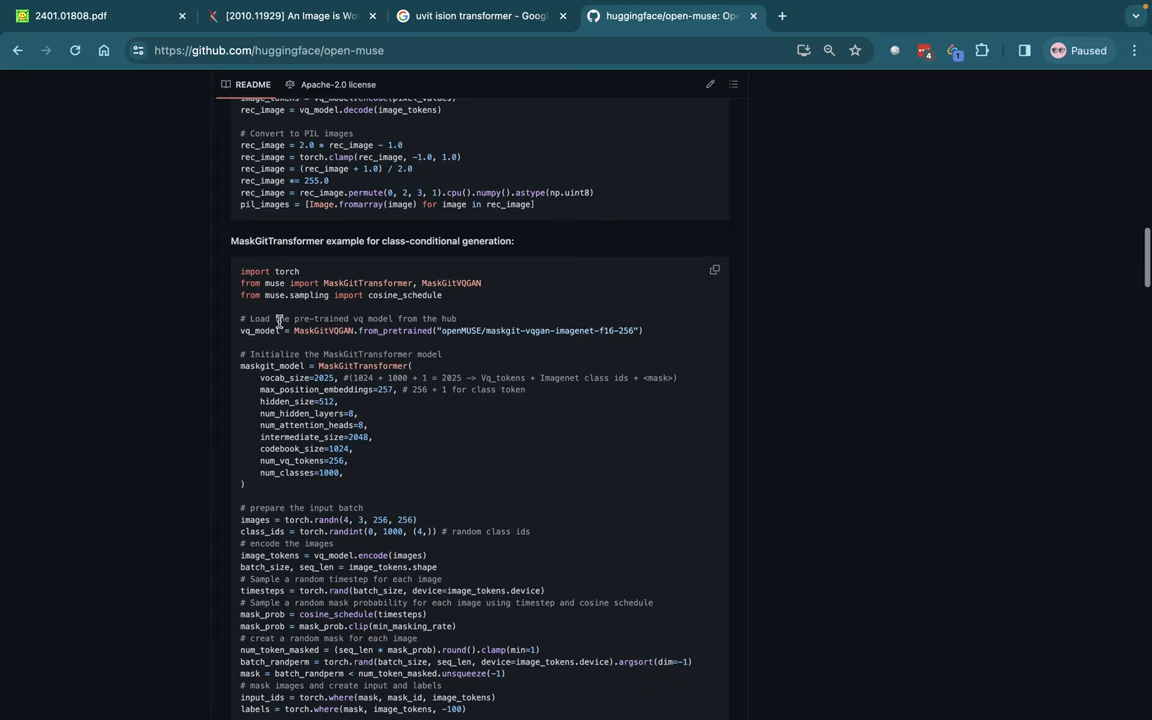 2401.01808.pdf
[2010.11929] An Image is Wor
uvit ision transformer - Googl
huggingface/open-muse: Ope
https://github.com/huggingface/open-muse
4
1
Paused
README
Apache-2.0 license
image_tokens = vq_model.encode(pixel_values)
rec_image = vq_model.decode(image_tokens)
# Convert to PIL images
rec_image = 2.0 * rec_image - 1.0
rec_image = torch.clamp(rec_image, -1.0, 1.0)
rec_image = (rec_image + 1.0) / 2.0
rec_image *= 255.0
rec_image = rec_image.permute(0, 2, 3, 1).cpu().numpy().astype(np.uint8)
pil_images = [Image.fromarray(image) for image in rec_image]
MaskGitTransformer example for class-conditional generation:
import torch
from muse import MaskGitTransformer, MaskGitVQGAN
from muse.sampling import cosine_schedule
# Load the pre-trained vq model from the hub
vq_model = MaskGitVQGAN.from_pretrained("openMUSE/maskgit-vqgan-imagenet-f16-256")
# Initialize the MaskGitTransformer model
maskgit_model = MaskGitTransformer(
vocab_size=2025, #(1024 + 1000 + 1 = 2025 -> Vq_tokens + Imagenet class ids + <mask>)
max_position_embeddings=257, # 256 + 1 for class token
hidden_size=512,
num_hidden_layers=8,
num_attention_heads=8,
intermediate_size=2048,
codebook_size=1024,
num_vq_tokens=256,
num_classes=1000,
)
# prepare the input batch
images = torch.randn(4, 3, 256, 256)
class_ids = torch.randint(0, 1000, (4,)) # random class ids
# encode the images
image_tokens = vq_model.encode(images)
batch_size, seq_len = image_tokens.shape
# Sample a random timestep for each image
timesteps = torch.rand(batch_size, device=image_tokens.device)
# Sample a random mask probability for each image using timestep and cosine schedule
mask_prob = cosine_schedule(timesteps)
mask_prob = mask_prob.clip(min_masking_rate)
# creat a random mask for each image
num_token_masked = (seq_len * mask_prob).round().clamp(min=1)
batch_randperm = torch.rand(batch_size, seq_len, device=image_tokens.device).argsort(dim=-1)
mask = batch_randperm < num_token_masked.unsqueeze(-1)
# mask images and create input and labels
input_ids = torch.where(mask, mask_id, image_tokens)
labels = torch.where(mask, image_tokens, -100)